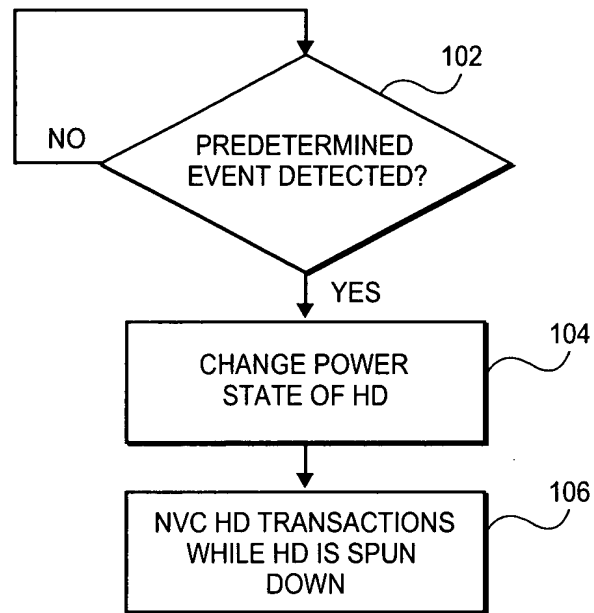 102
NO
PREDETERMINED
EVENT DETECTED?
YES
104
CHANGE POWER
STATE OF HD
106
NVC HD TRANSACTIONS
WHILE HD IS SPUN
DOWN